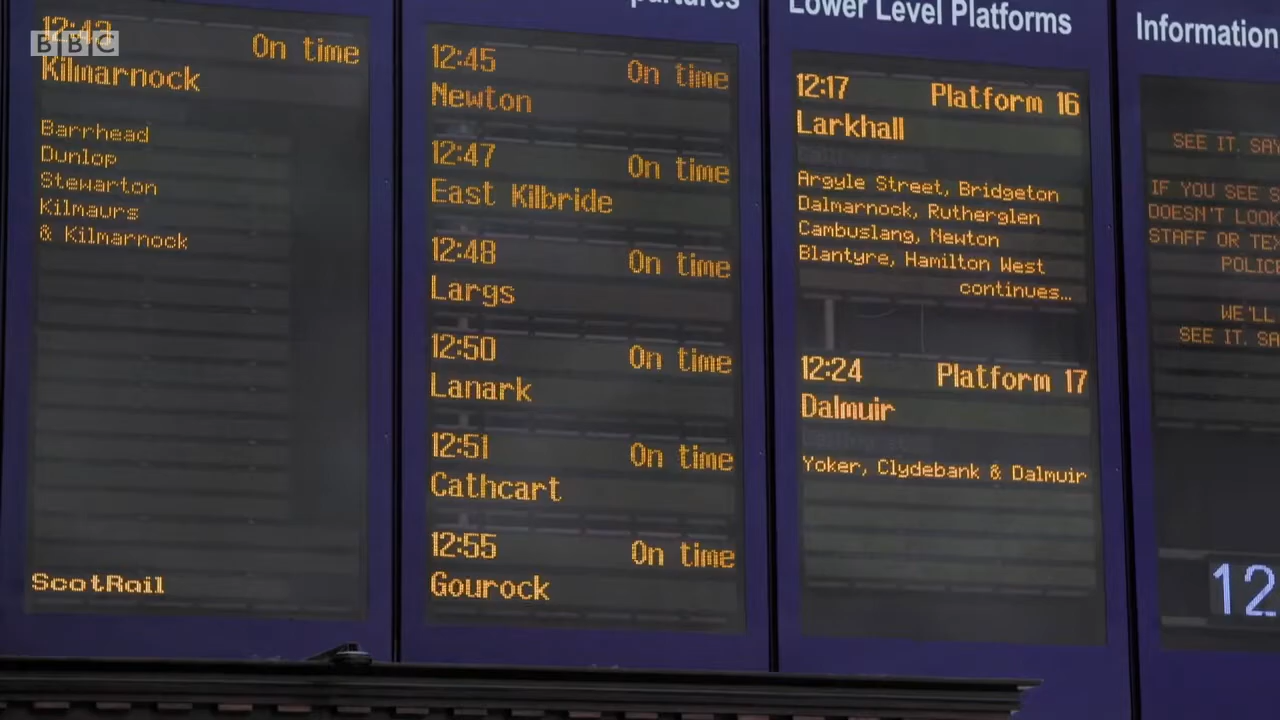 BBC
12:43 On time
Kilmarnock
Barrhead
Dunlop
Stewarton
Kilmaurs
& Kilmarnock
ScotRail
12:45 On time
Newton
12:47 On time
East Kilbride
12:48 On time
Largs
12:50 On time
Lanark
12:51 On time
Cathcart
12:55 On time
Gourock
Lower Level Platforms
12:17 Platform 16
Larkhall
Argyle Street, Bridgeton
Dalmarnock, Rutherglen
Cambuslang, Newton
Blantyre, Hamilton West
continues...
12:24 Platform 17
Dalmuir
Yoker, Clydebank & Dalmuir
Information
SEE IT. SAY
IF YOU SEE S
DOESN'T LOOK
STAFF OR TEX
POLICE
WE'LL
SEE IT. SA
12